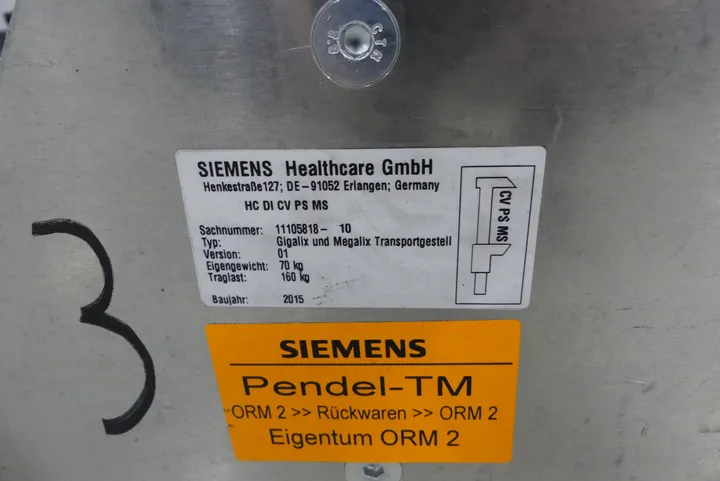 SIEMENS Healthcare GmbH
Henkestraße127; DE-91052 Erlangen; Germany
HC DI CV PS MS
Sachnummer: 11105818- 10
Typ: Gigalix und Megalix Transportgestell
Version: 01
Eigengewicht: 70 kg
Traglast: 160 kg
Baujahr: 2015
CV PS MS
3
SIEMENS
Pendel-TM
ORM 2 >> Rückwaren >> ORM 2
Eigentum ORM 2